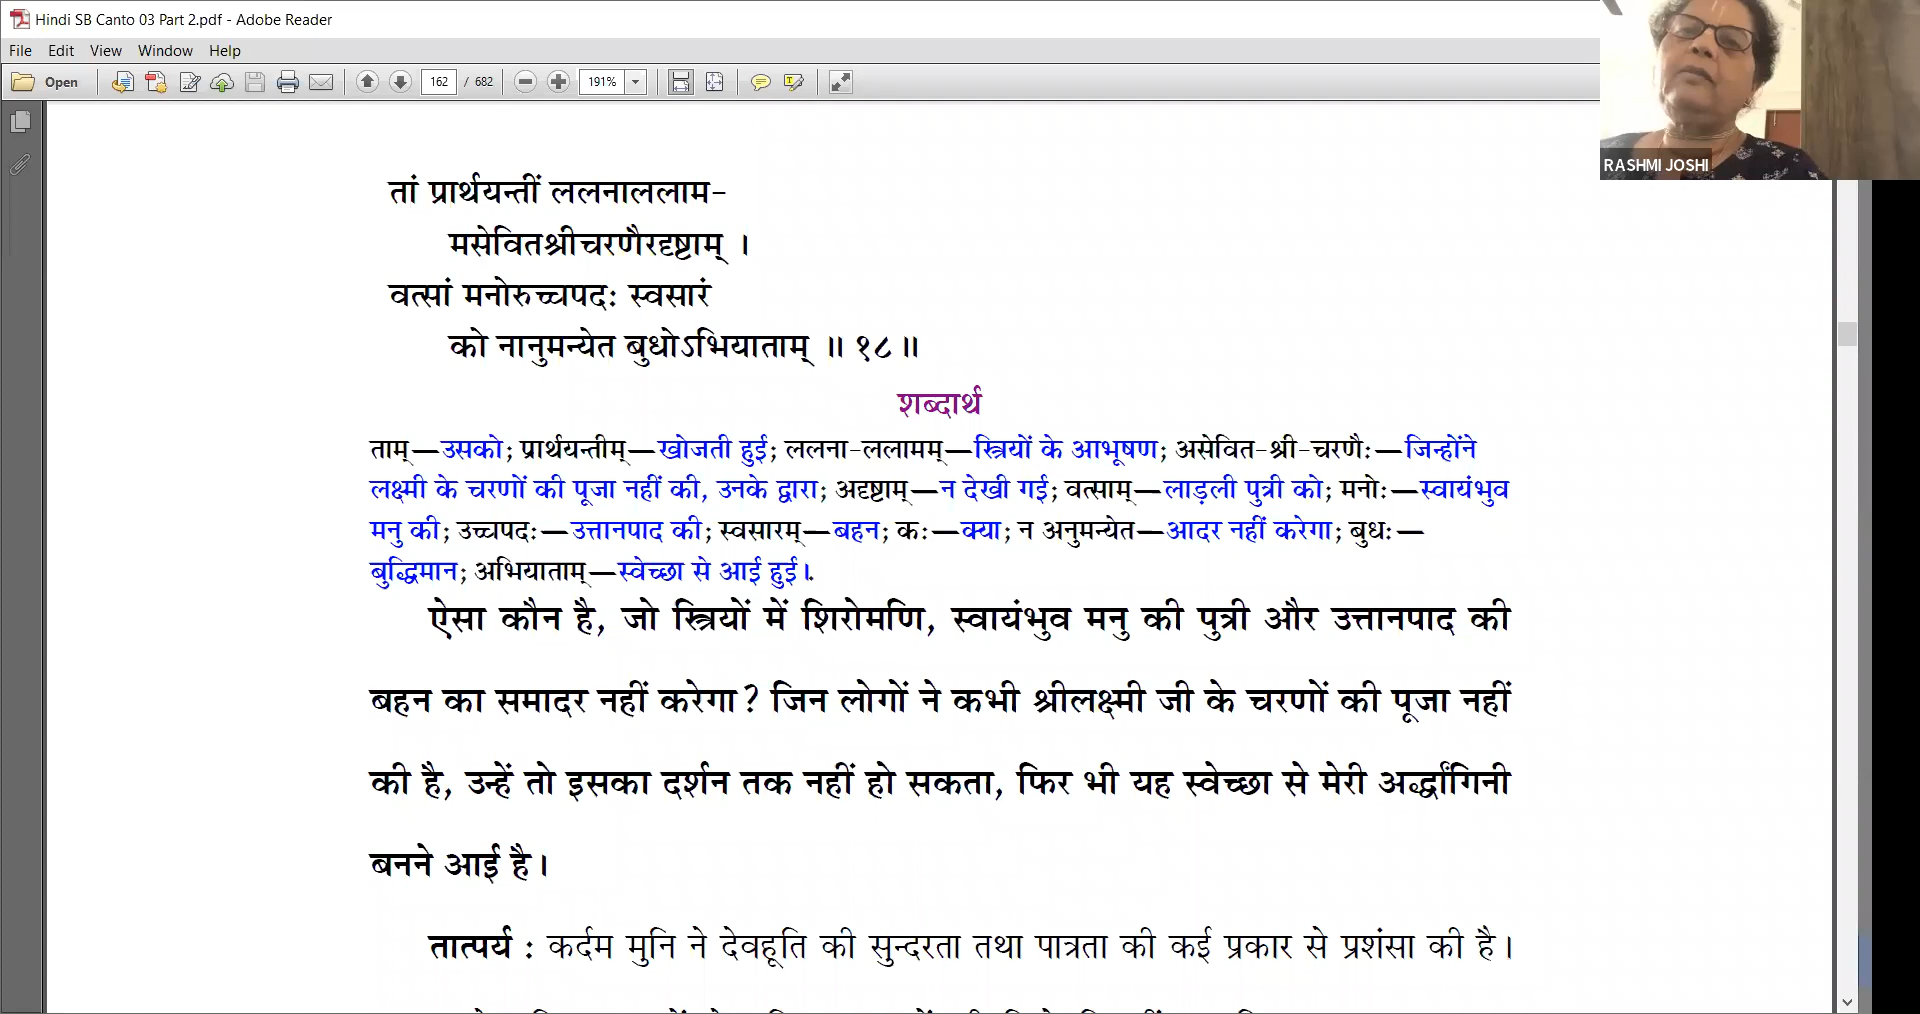 Hindi SB Canto 03 Part 2.pdf - Adobe Reader
File Edit View Window Help
Open 162 / 682 191%
RASHMI JOSHI
तां प्रार्थयन्तीं ललनाललाम-
मसेवितश्रीचरणैरदृष्टाम् ।
वत्सां मनोरुच्चपदः स्वसारं
को नानुमन्येत बुधोऽभियाताम् ॥ १८॥
शब्दार्थ
ताम्—उसको; प्रार्थयन्तीम्—खोजती हुई; ललना-ललामम्—स्त्रियों के आभूषण; असेवित-श्री-चरणैः—जिन्होंने
लक्ष्मी के चरणों की पूजा नहीं की, उनके द्वारा; अदृष्टाम्—न देखी गई; वत्साम्—लाड़ली पुत्री को; मनोः—स्वायंभुव
मनु की; उच्चपदः—उत्तानपाद की; स्वसारम्—बहन; कः—क्या; न अनुमन्येत—आदर नहीं करेगा; बुधः—
बुद्धिमान; अभियाताम्—स्वेच्छा से आई हुई।.
ऐसा कौन है, जो स्त्रियों में शिरोमणि, स्वायंभुव मनु की पुत्री और उत्तानपाद की
बहन का समादर नहीं करेगा? जिन लोगों ने कभी श्रीलक्ष्मी जी के चरणों की पूजा नहीं
की है, उन्हें तो इसका दर्शन तक नहीं हो सकता, फिर भी यह स्वेच्छा से मेरी अर्द्धांगिनी
बनने आई है।
तात्पर्य : कर्दम मुनि ने देवहूति की सुन्दरता तथा पात्रता की कई प्रकार से प्रशंसा की है।